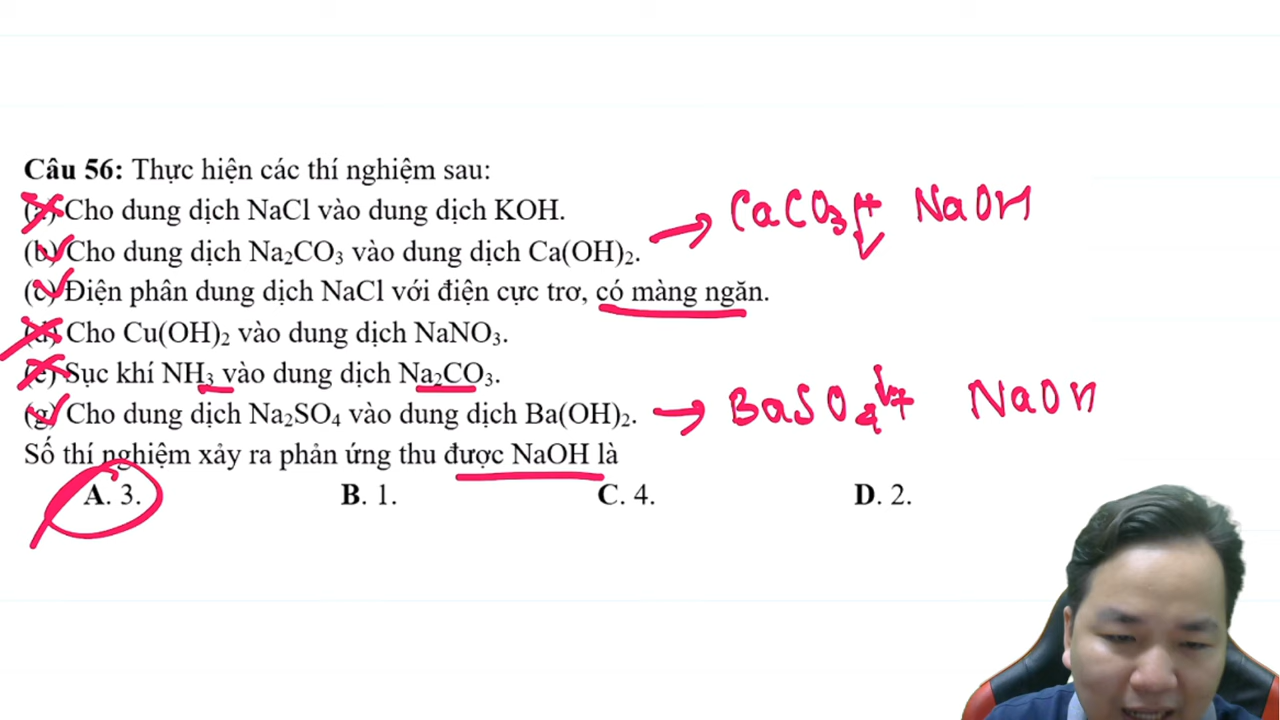 Câu 56: Thực hiện các thí nghiệm sau:
(a) Cho dung dịch NaCl vào dung dịch KOH.
(b) Cho dung dịch Na₂CO₃ vào dung dịch Ca(OH)₂. → CaCO₃↓ + NaOH
(c) Điện phân dung dịch NaCl với điện cực trơ, có màng ngăn.
(d) Cho Cu(OH)₂ vào dung dịch NaNO₃.
(e) Sục khí NH₃ vào dung dịch Na₂CO₃.
(g) Cho dung dịch Na₂SO₄ vào dung dịch Ba(OH)₂. → BaSO₄↓ + NaOH
Số thí nghiệm xảy ra phản ứng thu được NaOH là
A. 3. B. 1. C. 4. D. 2.